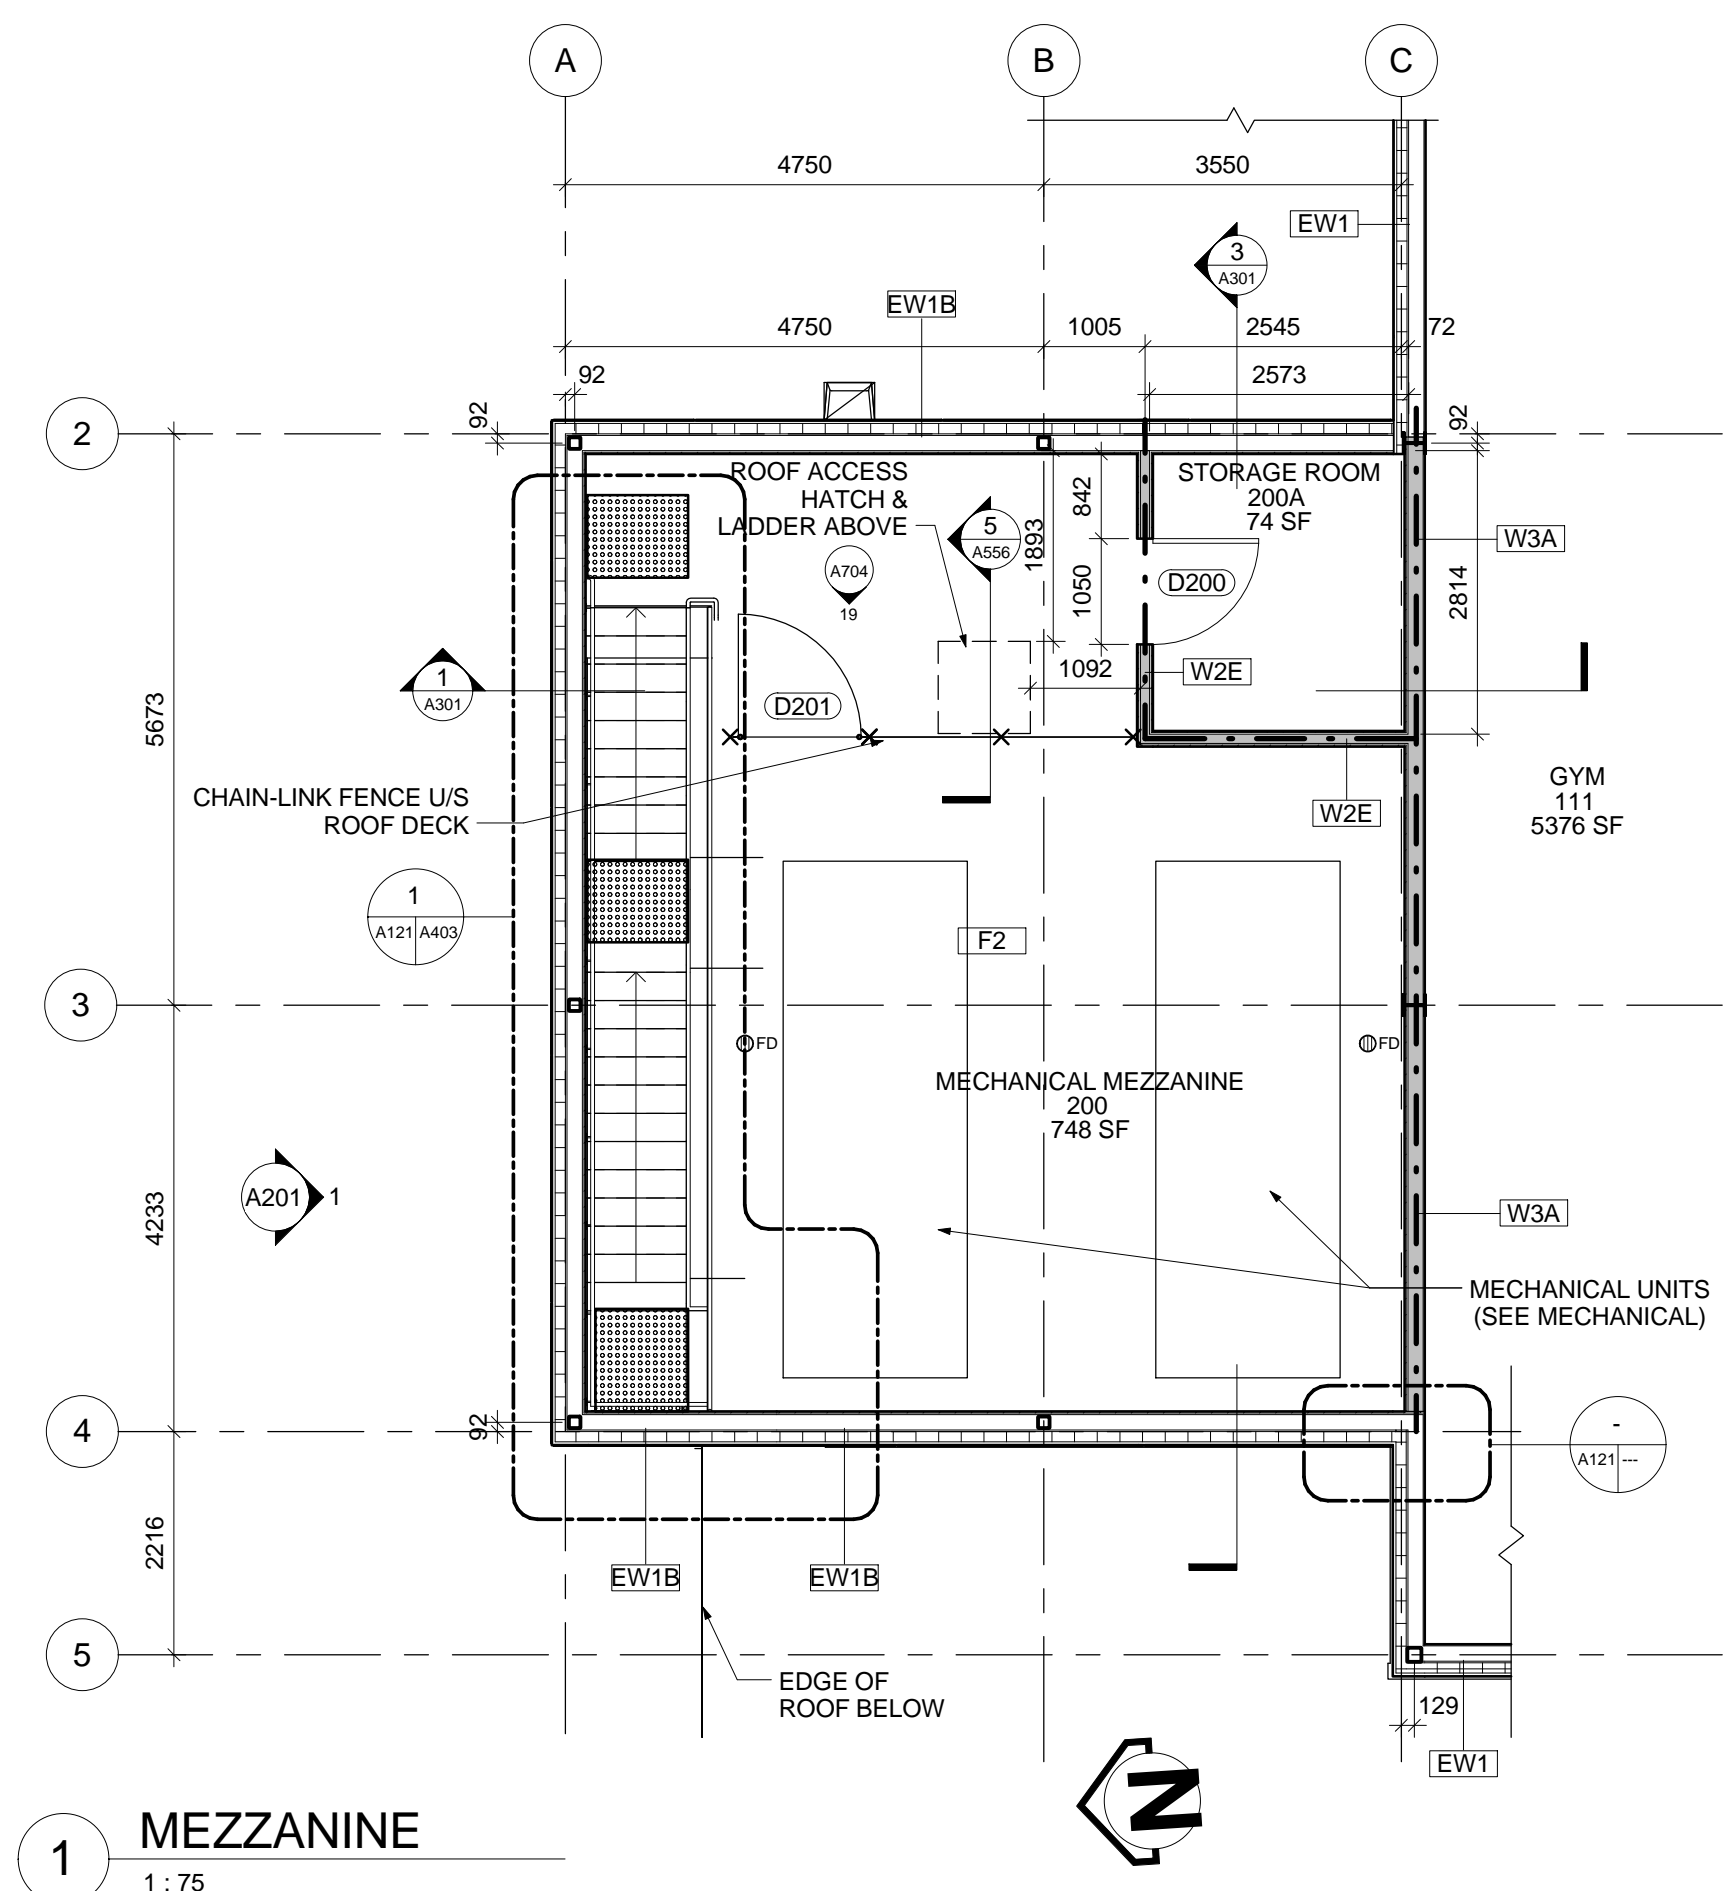 A
B
C
4750
3550
EW1
3
A301
EW1B
4750
1005
2545
72
92
2573
92
92
2
ROOF ACCESS
HATCH &
LADDER ABOVE
5
A556
1893
842
STORAGE ROOM
200A
74 SF
W3A
A704
19
1050
D200
2814
1092
W2E
1
A301
D201
5673
CHAIN-LINK FENCE U/S
ROOF DECK
W2E
GYM
111
5376 SF
1
A121
A403
F2
3
FD
FD
MECHANICAL MEZZANINE
200
748 SF
A201
1
4233
W3A
MECHANICAL UNITS
(SEE MECHANICAL)
4
92
-
A121
---
2216
EW1B
EW1B
5
EDGE OF
ROOF BELOW
129
EW1
N
1
MEZZANINE
1 : 75